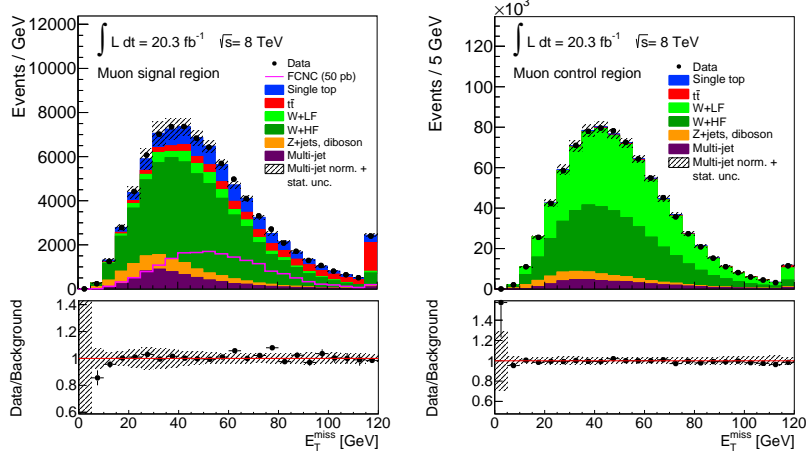 Events / GeV
12000
10000
8000
6000
4000
2000
0
∫ L dt = 20.3 fb⁻¹ √s= 8 TeV
Muon signal region
Data
FCNC (50 pb)
Single top
tt̄
W+LF
W+HF
Z+jets, diboson
Multi-jet
Multi-jet norm. +
stat. unc.
Data/Background
1.4
1.2
1
0.8
0.6
0 20 40 60 80 100 120
E_T^miss [GeV]
×10³
Events / 5 GeV
120
100
80
60
40
20
0
∫ L dt = 20.3 fb⁻¹ √s= 8 TeV
Muon control region
Data
Single top
tt̄
W+LF
W+HF
Z+jets, diboson
Multi-jet
Multi-jet norm. +
stat. unc.
Data/Background
1.4
1.2
1
0.8
0.6
0 20 40 60 80 100 120
E_T^miss [GeV]